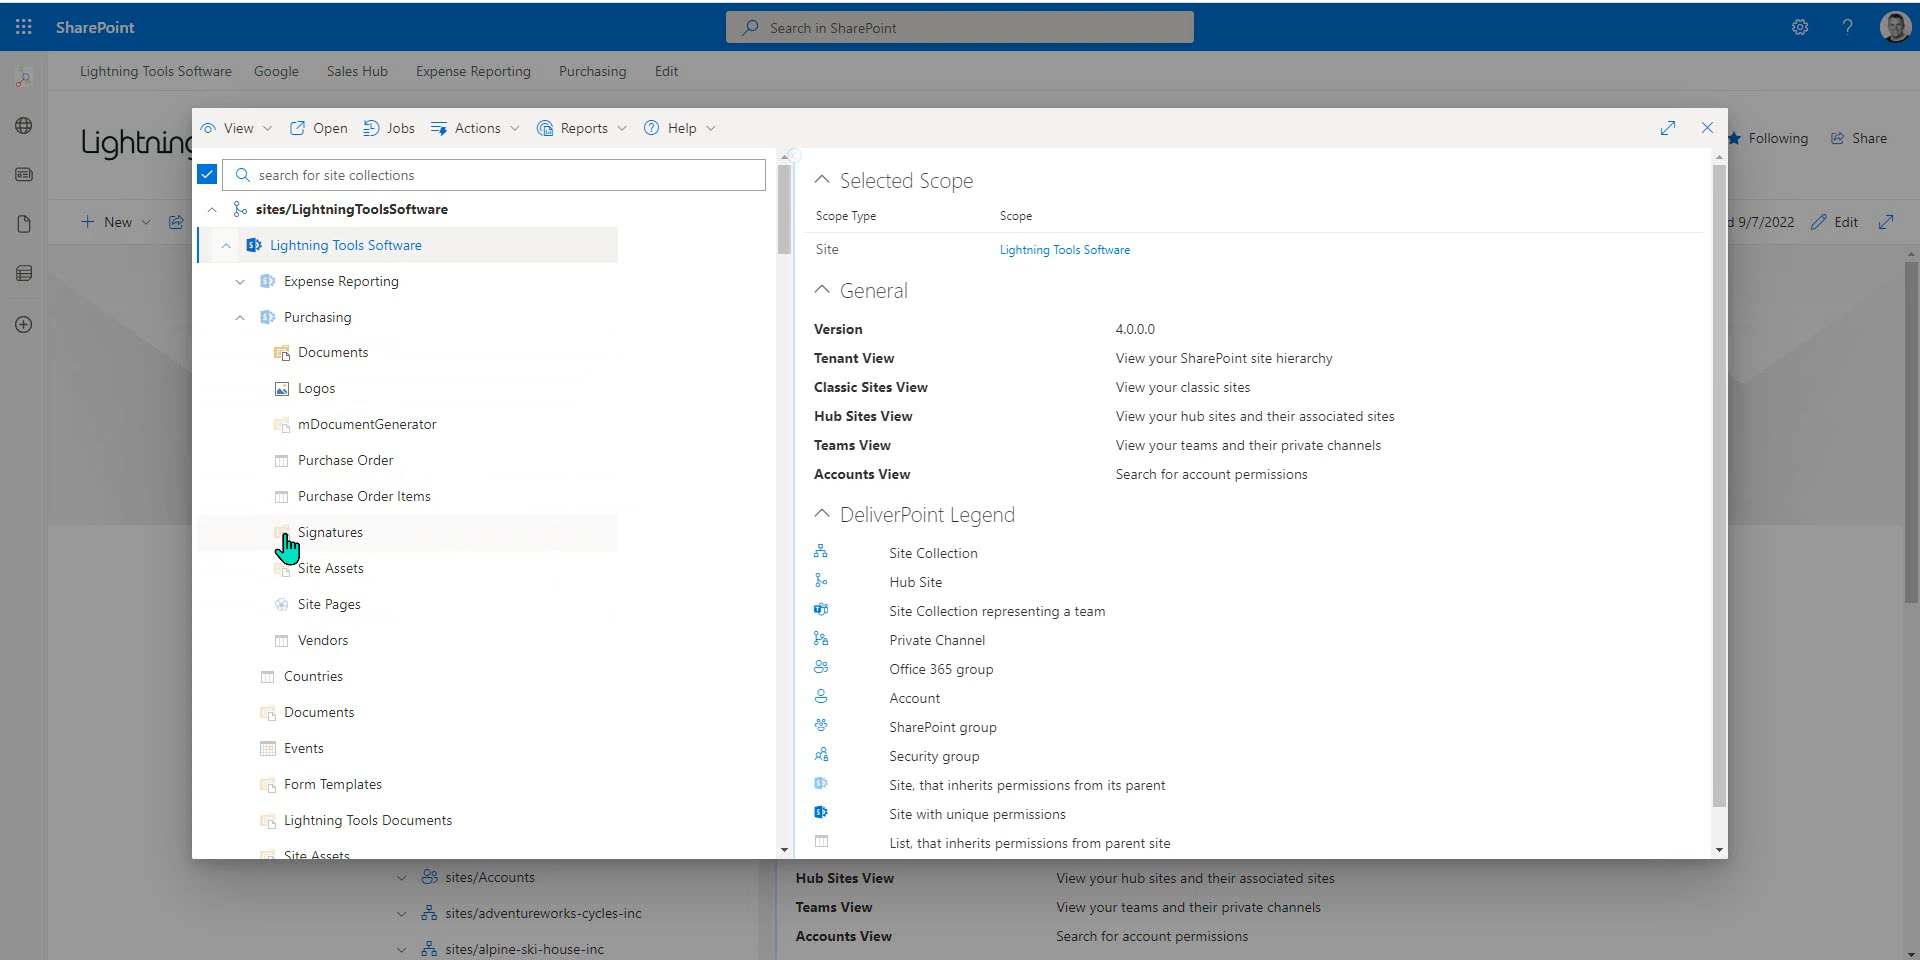 SharePoint
Search in SharePoint
?
Lightning Tools Software Google Sales Hub Expense Reporting Purchasing Edit
Lightning
Following Share
New
9/7/2022 Edit
View Open Jobs Actions Reports Help
search for site collections
sites/LightningToolsSoftware
Lightning Tools Software
Expense Reporting
Purchasing
Documents
Logos
mDocumentGenerator
Purchase Order
Purchase Order Items
Signatures
Site Assets
Site Pages
Vendors
Countries
Documents
Events
Form Templates
Lightning Tools Documents
Site Assets
Selected Scope
Scope Type Scope
Site Lightning Tools Software
General
Version 4.0.0.0
Tenant View View your SharePoint site hierarchy
Classic Sites View View your classic sites
Hub Sites View View your hub sites and their associated sites
Teams View View your teams and their private channels
Accounts View Search for account permissions
DeliverPoint Legend
Site Collection
Hub Site
Site Collection representing a team
Private Channel
Office 365 group
Account
SharePoint group
Security group
Site, that inherits permissions from its parent
Site with unique permissions
List, that inherits permissions from parent site
sites/Accounts
sites/adventureworks-cycles-inc
sites/alpine-ski-house-inc
Hub Sites View View your hub sites and their associated sites
Teams View View your teams and their private channels
Accounts View Search for account permissions